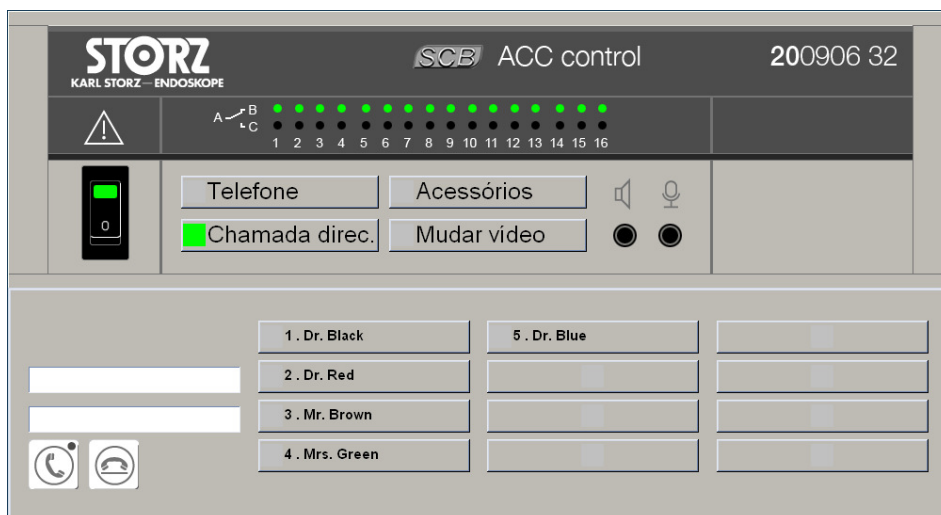 STORZ
KARL STORZ — ENDOSKOPE
SCB ACC control
200906 32
A B
C
1 2 3 4 5 6 7 8 9 10 11 12 13 14 15 16
Telefone Acessórios
0
Chamada direc. Mudar vídeo
1 . Dr. Black 5 . Dr. Blue
2 . Dr. Red
3 . Mr. Brown
4 . Mrs. Green